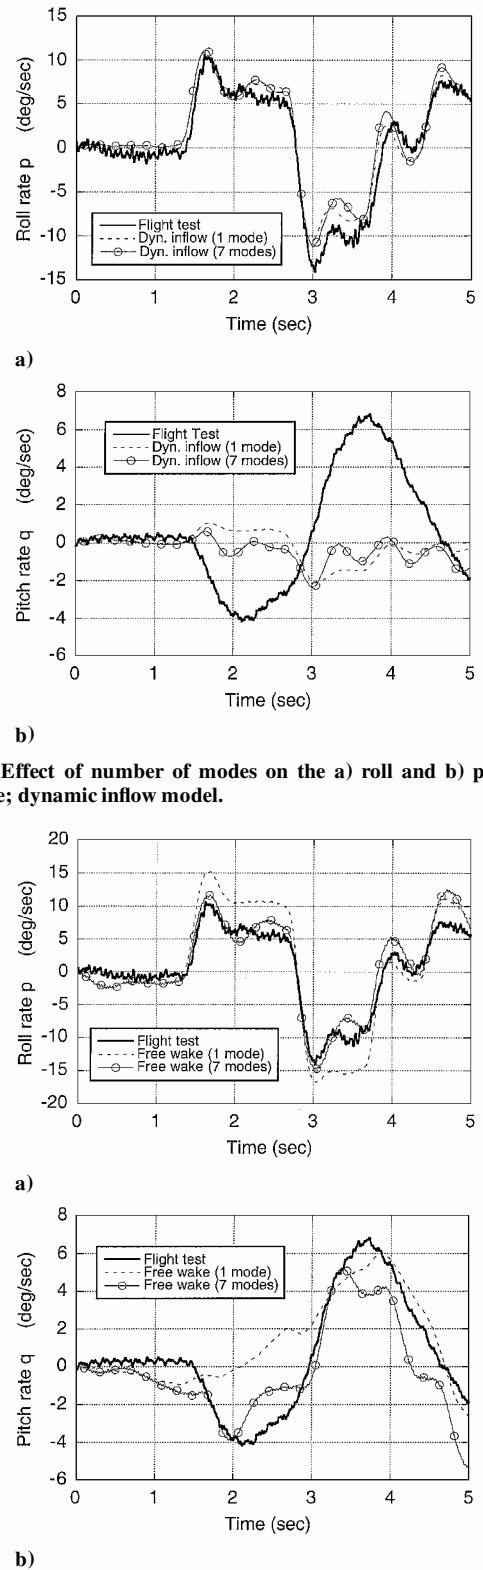 15
10
5
0
-5
-10
-15
Roll rate p (deg/sec)
Flight test
Dyn. inflow (1 mode)
Dyn. inflow (7 modes)
0 1 2 3 4 5
Time (sec)
a)
8
6
4
2
0
-2
-4
-6
Pitch rate q (deg/sec)
Flight Test
Dyn. inflow (1 mode)
Dyn. inflow (7 modes)
0 1 2 3 4 5
Time (sec)
b)
Effect of number of modes on the a) roll and b) p
e; dynamic inflow model.
20
15
10
5
0
-5
-10
-15
-20
Roll rate p (deg/sec)
Flight test
Free wake (1 mode)
Free wake (7 modes)
0 1 2 3 4 5
Time (sec)
a)
8
6
4
2
0
-2
-4
-6
Pitch rate q (deg/sec)
Flight test
Free wake (1 mode)
Free wake (7 modes)
0 1 2 3 4 5
Time (sec)
b)